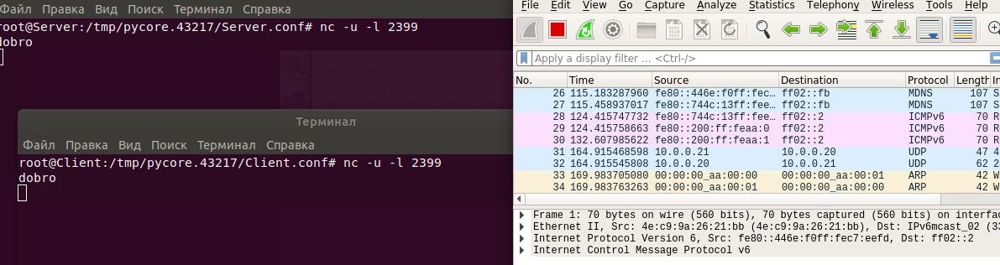 Файл Правка Вид Поиск Терминал Справка
root@Server:/tmp/pycore.43217/Server.conf# nc -u -l 2399
dobro
Терминал
Файл Правка Вид Поиск Терминал Справка
root@Client:/tmp/pycore.43217/Client.conf# nc -u -l 2399
dobro
File Edit View Go Capture Analyze Statistics Telephony Wireless Tools Help
Apply a display filter ... <Ctrl-/>
No. Time Source Destination Protocol Length
26 115.183287960 fe80::446e:f0ff:fec… ff02::fb MDNS 107 S
27 115.458937017 fe80::744c:13ff:fee… ff02::fb MDNS 107 S
28 124.415747732 fe80::744c:13ff:fee… ff02::2 ICMPv6 70 R
29 124.415758663 fe80::200:ff:feaa:0 ff02::2 ICMPv6 70 R
30 132.607985622 fe80::200:ff:feaa:1 ff02::2 ICMPv6 70 R
31 164.915468598 10.0.0.21 10.0.0.20 UDP 47 4
32 164.915545808 10.0.0.20 10.0.0.21 UDP 62 2
33 169.983705080 00:00:00_aa:00:00 00:00:00_aa:00:01 ARP 42 W
34 169.983763263 00:00:00_aa:00:01 00:00:00_aa:00:00 ARP 42
Frame 1: 70 bytes on wire (560 bits), 70 bytes captured (560 bits) on interfac
Ethernet II, Src: 4e:c9:9a:26:21:bb (4e:c9:9a:26:21:bb), Dst: IPv6mcast_02 (33
Internet Protocol Version 6, Src: fe80::446e:f0ff:fec7:eefd, Dst: ff02::2
Internet Control Message Protocol v6